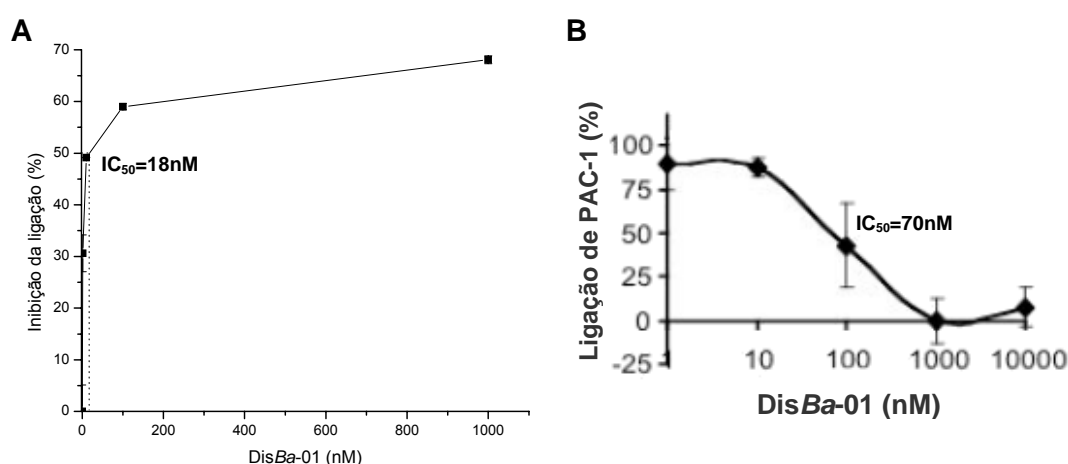 A
Inibição da ligação (%)
70
60
50
40
30
20
10
0
IC50=18nM
0 200 400 600 800 1000
DisBa-01 (nM)
B
Ligação de PAC-1 (%)
100
75
50
25
0
-25
IC50=70nM
1 10 100 1000 10000
DisBa-01 (nM)